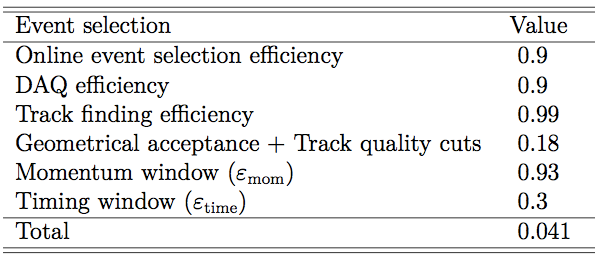 Event selection Value
Online event selection efficiency 0.9
DAQ efficiency 0.9
Track finding efficiency 0.99
Geometrical acceptance + Track quality cuts 0.18
Momentum window (εmom) 0.93
Timing window (εtime) 0.3
Total 0.041